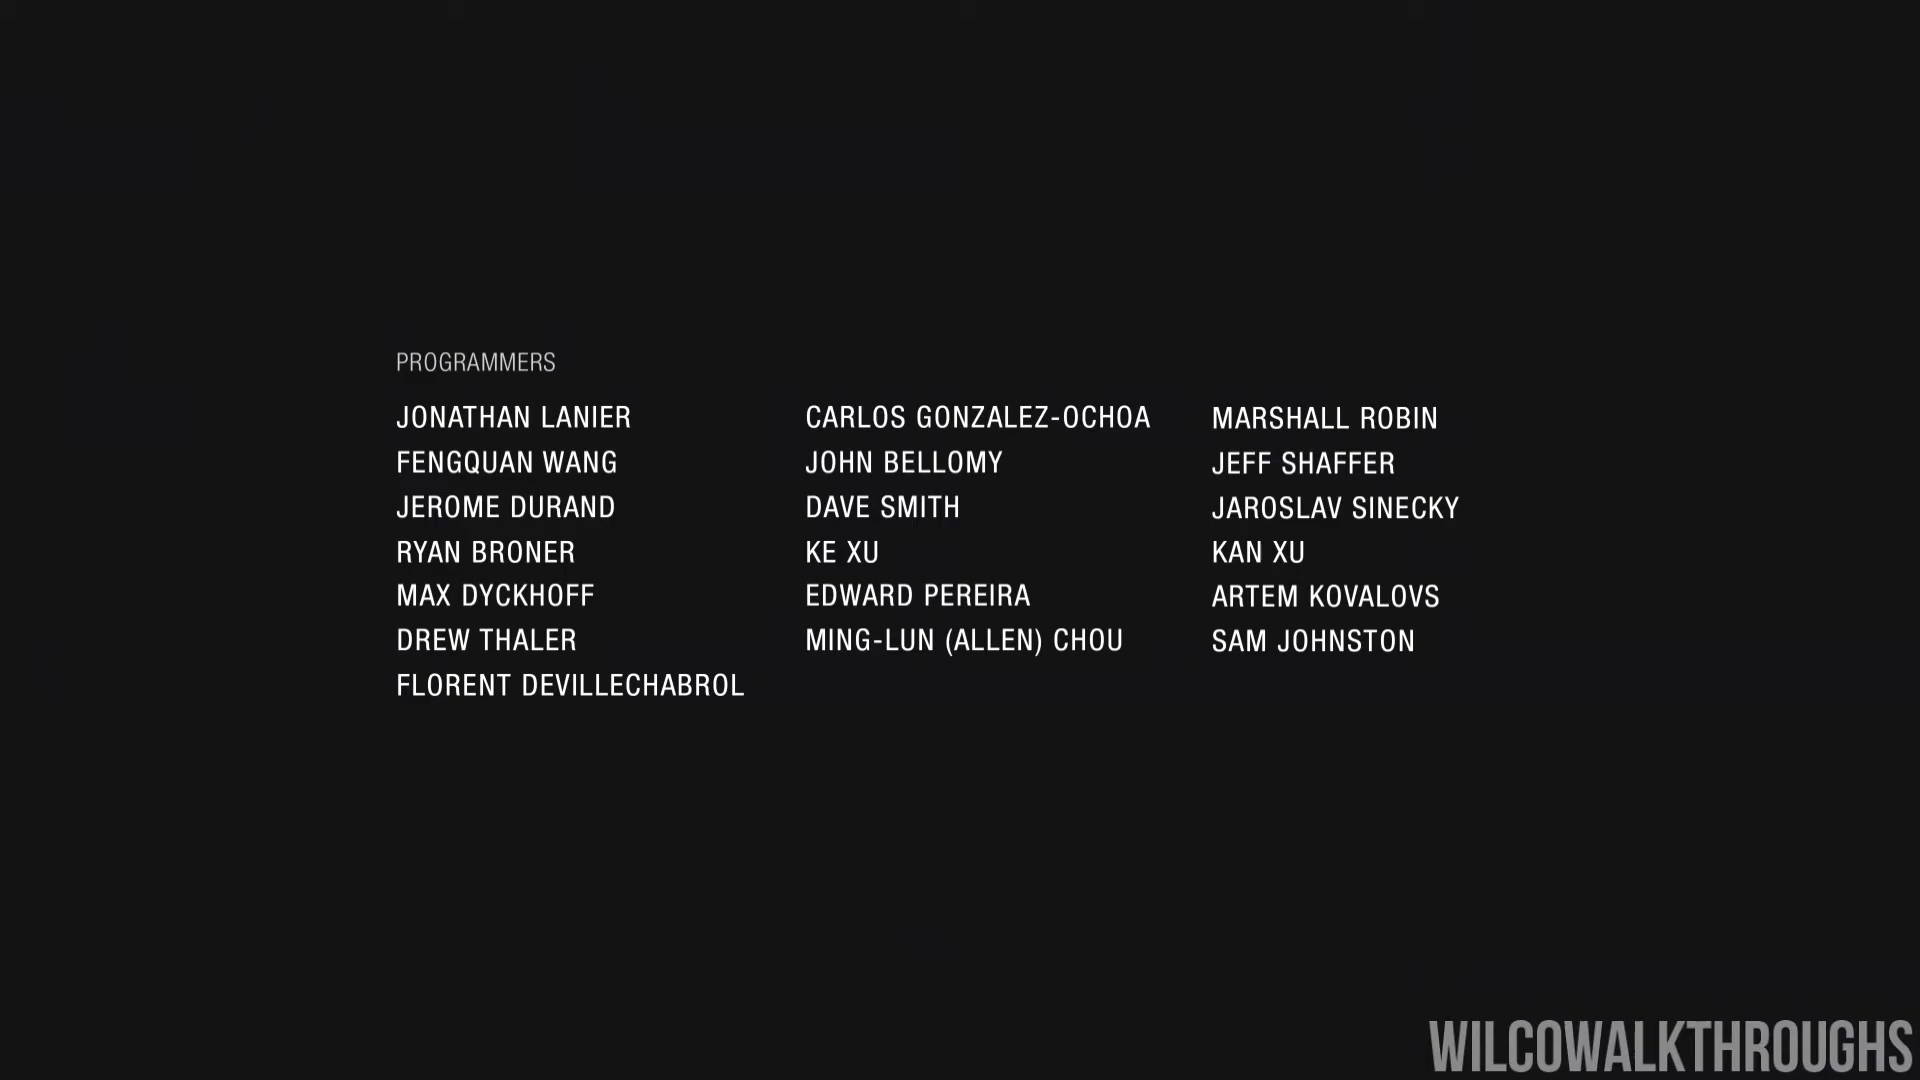 PROGRAMMERS
JONATHAN LANIER
FENGQUAN WANG
JEROME DURAND
RYAN BRONER
MAX DYCKHOFF
DREW THALER
FLORENT DEVILLECHABROL
CARLOS GONZALEZ-OCHOA
JOHN BELLOMY
DAVE SMITH
KE XU
EDWARD PEREIRA
MING-LUN (ALLEN) CHOU
MARSHALL ROBIN
JEFF SHAFFER
JAROSLAV SINECKY
KAN XU
ARTEM KOVALOVS
SAM JOHNSTON
WILCOWALKTHROUGHS